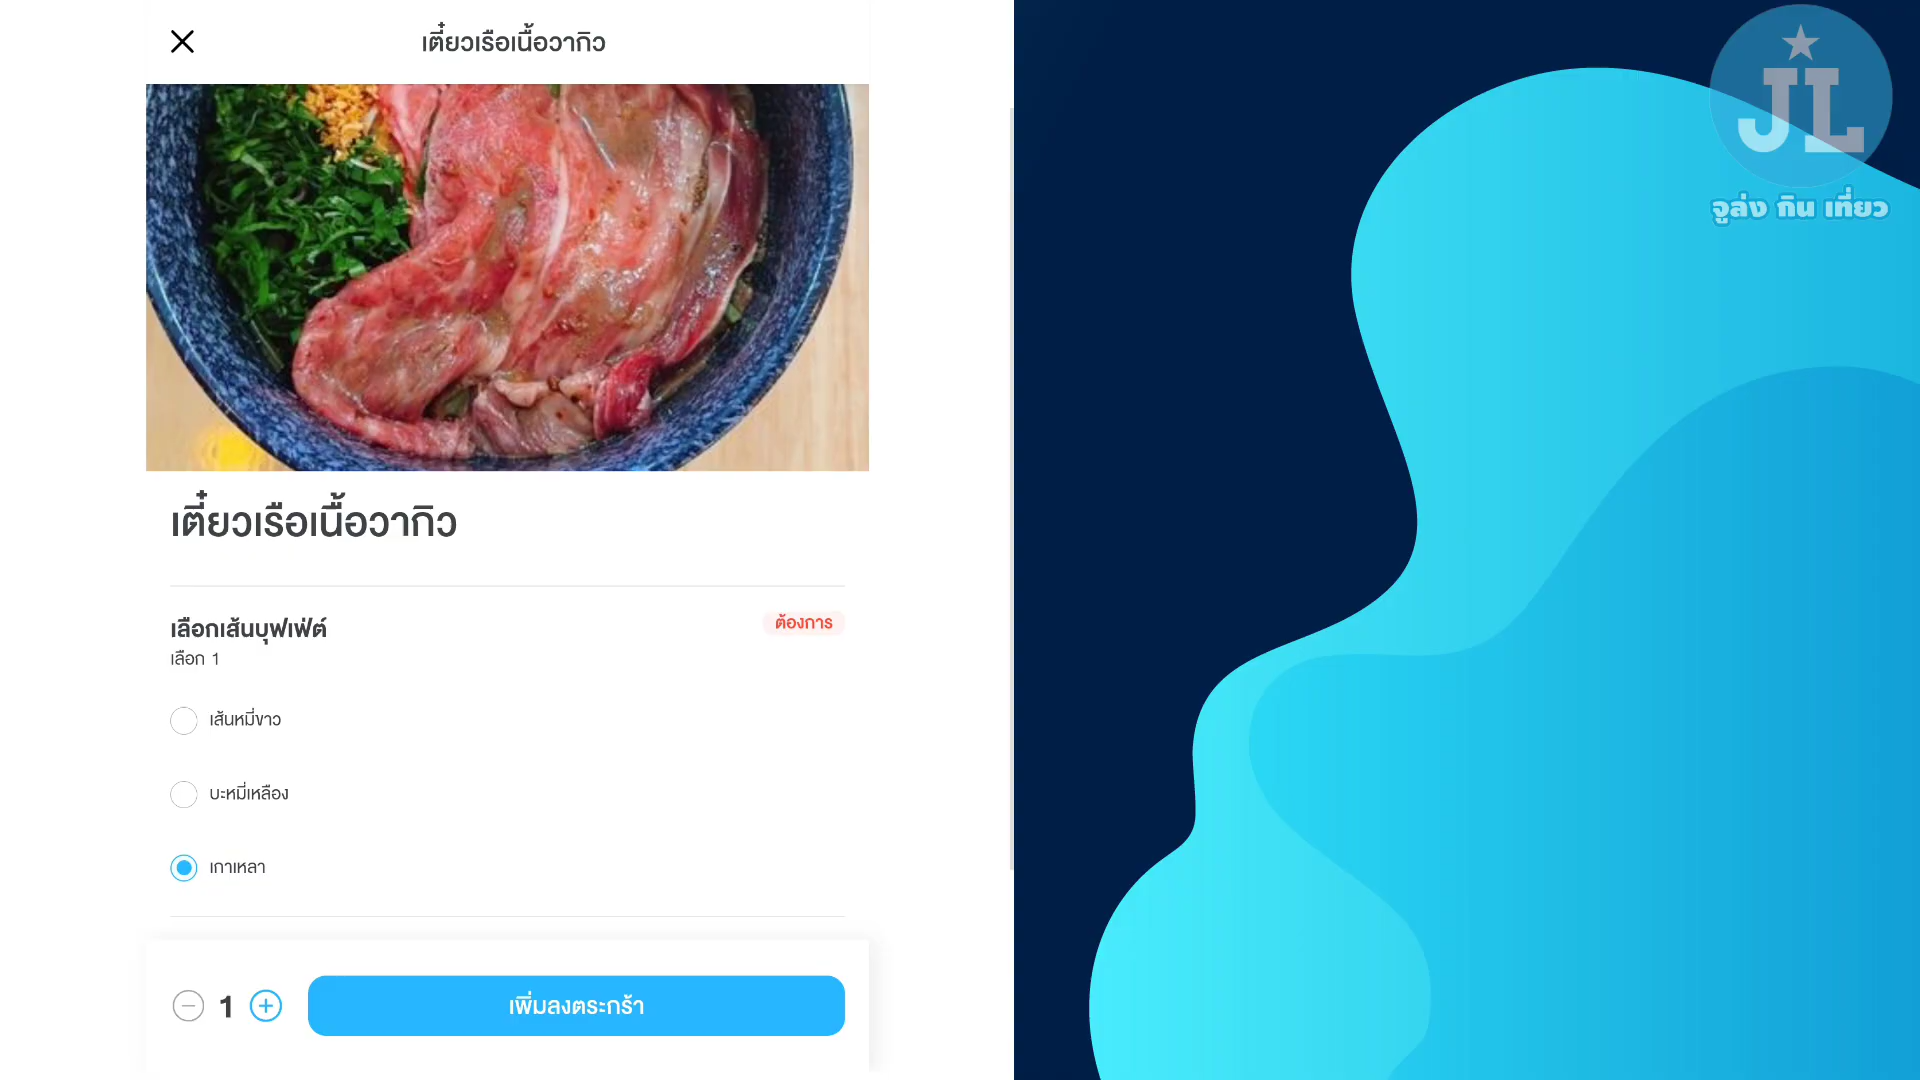 เตี๋ยวเรือเนื้อวากิว
เตี๋ยวเรือเนื้อวากิว
เลือกเส้นบุฟเฟ่ต์
ต้องการ
เลือก 1
เส้นหมี่ขาว
บะหมี่เหลือง
เกาเหลา
1
เพิ่มลงตระกร้า
JL
จูล่ง กิน เที่ยว